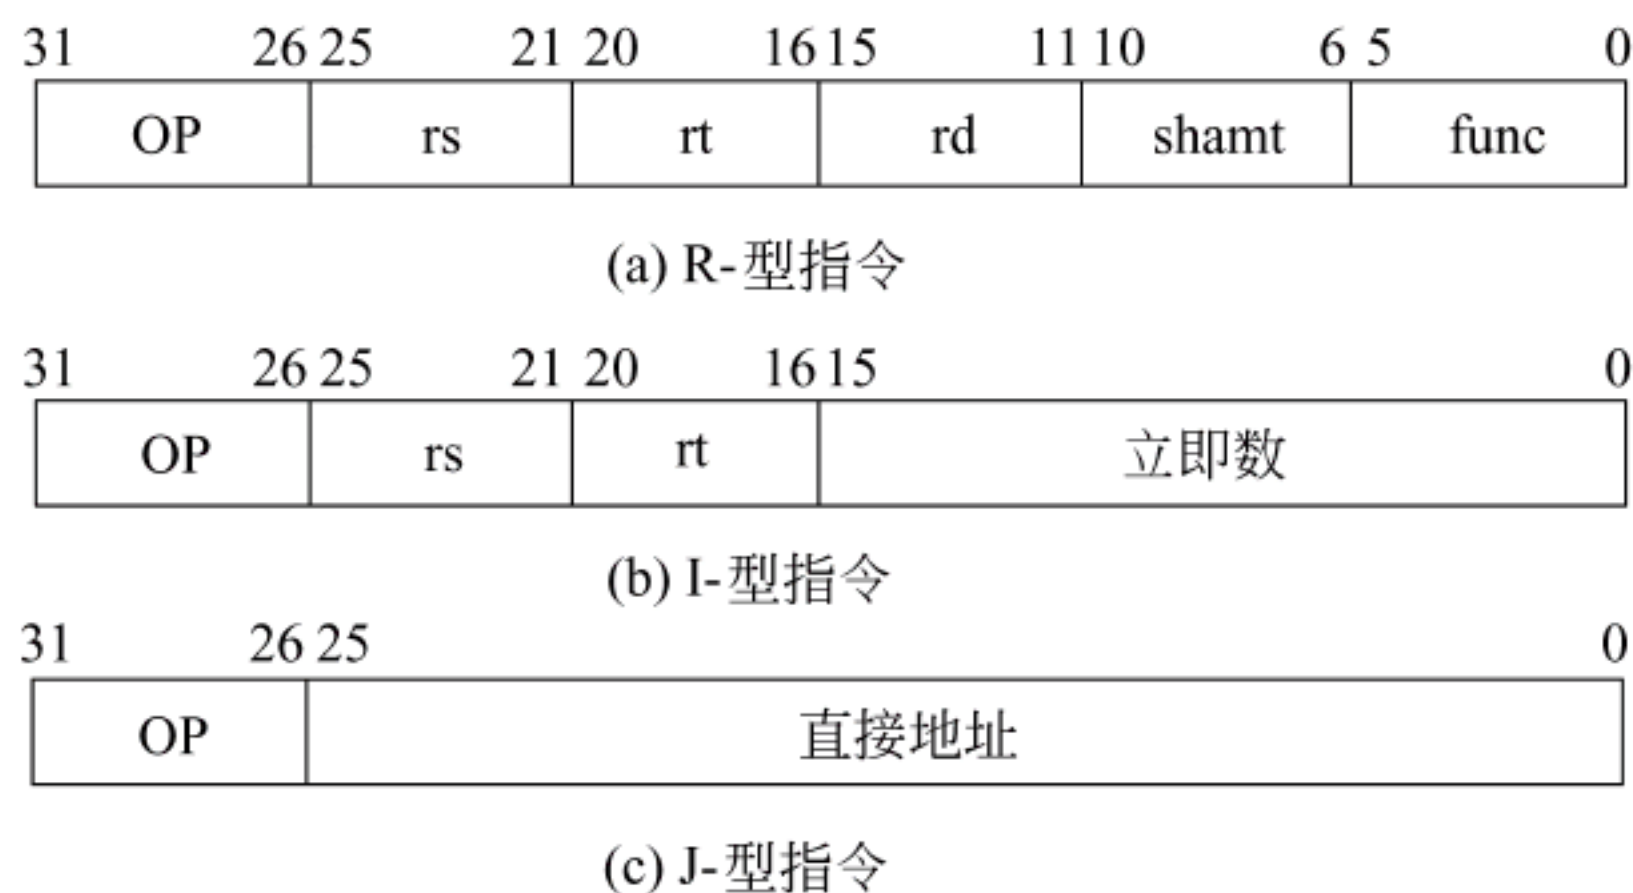 31 26 25 21 20 16 15 11 10 6 5 0
OP rs rt rd shamt func
(a) R-型指令
31 26 25 21 20 16 15 0
OP rs rt 立即数
(b) I-型指令
31 26 25 0
OP 直接地址
(c) J-型指令